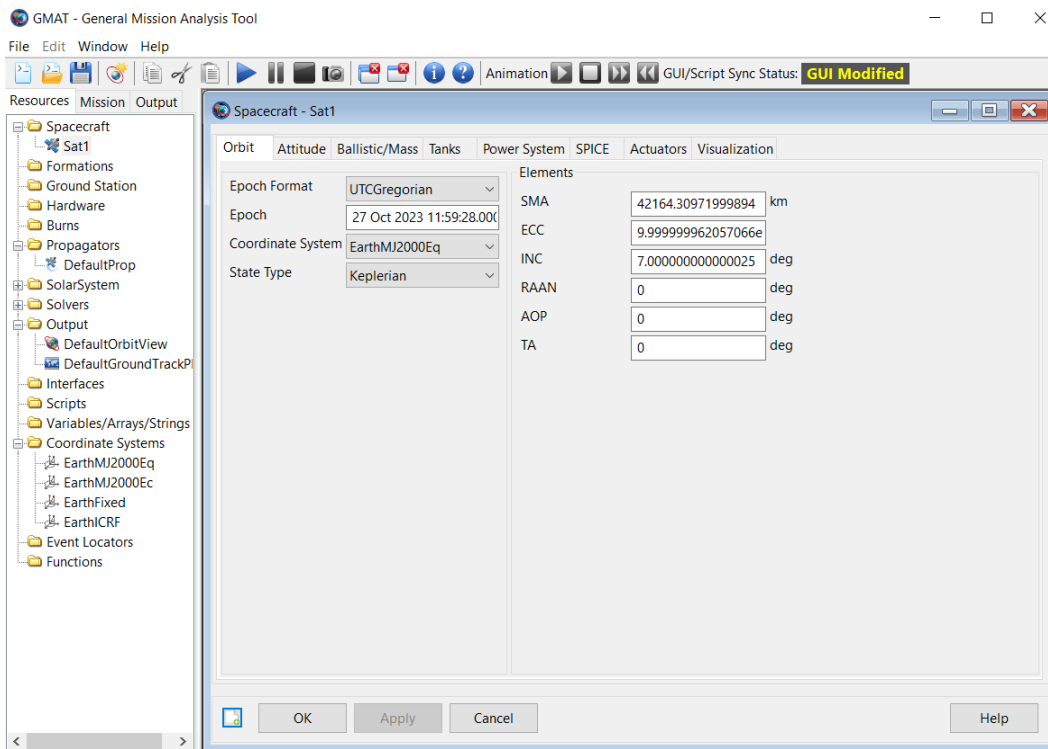 GMAT - General Mission Analysis Tool
File Edit Window Help
Animation GUI/Script Sync Status: GUI Modified
Resources Mission Output
Spacecraft
Sat1
Formations
Ground Station
Hardware
Burns
Propagators
DefaultProp
SolarSystem
Solvers
Output
DefaultOrbitView
DefaultGroundTrackPl
Interfaces
Scripts
Variables/Arrays/Strings
Coordinate Systems
EarthMJ2000Eq
EarthMJ2000Ec
EarthFixed
EarthICRF
Event Locators
Functions
Spacecraft - Sat1
Orbit Attitude Ballistic/Mass Tanks Power System SPICE Actuators Visualization
Epoch Format UTCGregorian
Epoch 27 Oct 2023 11:59:28.00(
Coordinate System EarthMJ2000Eq
State Type Keplerian
Elements
SMA 42164.30971999894 km
ECC 9.999999962057066e
INC 7.000000000000025 deg
RAAN 0 deg
AOP 0 deg
TA 0 deg
OK Apply Cancel Help